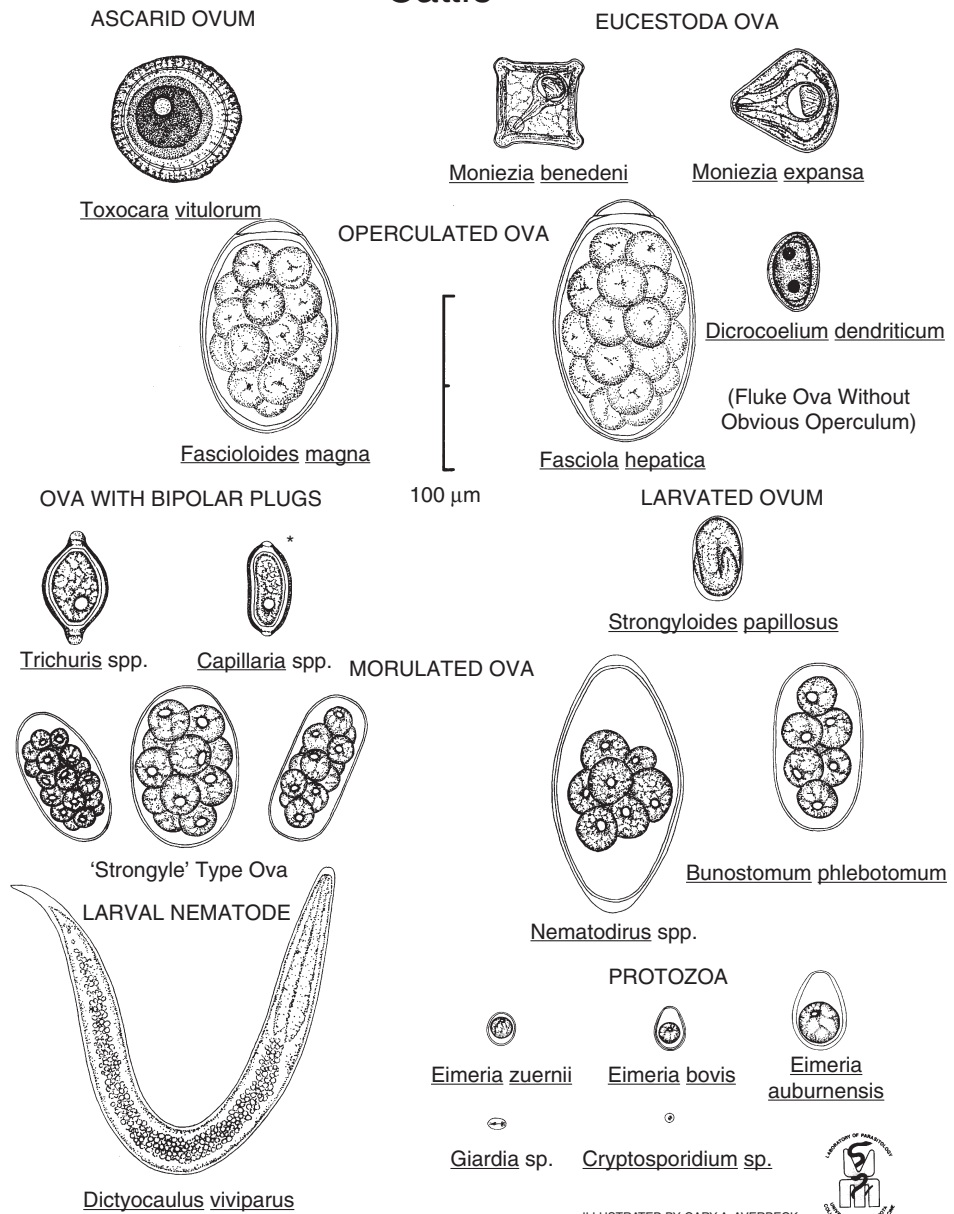 ASCARID OVUM
EUCESTODA OVA
Toxocara vitulorum
Moniezia benedeni
Moniezia expansa
OPERCULATED OVA
Fascioloides magna
100 µm
Fasciola hepatica
Dicrocoelium dendriticum
(Fluke Ova Without
Obvious Operculum)
OVA WITH BIPOLAR PLUGS
*
Trichuris spp.
Capillaria spp.
LARVATED OVUM
Strongyloides papillosus
MORULATED OVA
‘Strongyle’ Type Ova
Nematodirus spp.
Bunostomum phlebotomum
LARVAL NEMATODE
Dictyocaulus viviparus
PROTOZOA
Eimeria zuernii
Eimeria bovis
Eimeria
auburnensis
Giardia sp.
Cryptosporidium sp.
LABORATORY OF PARASITOLOGY